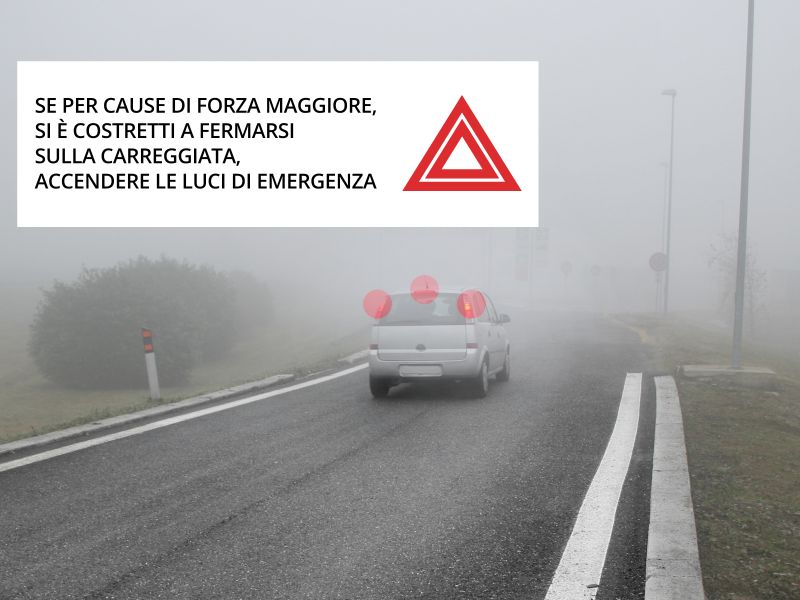 SE PER CAUSE DI FORZA MAGGIORE,
SI È COSTRETTI A FERMARSI
SULLA CARREGGIATA,
ACCENDERE LE LUCI DI EMERGENZA